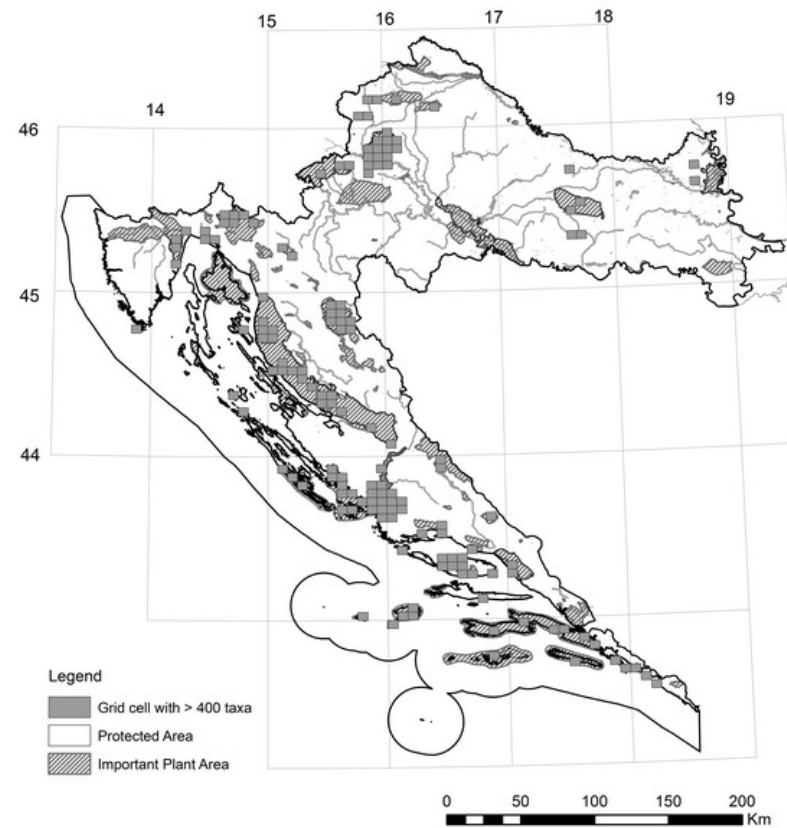 15
16
17
18
14
19
46
45
44
Legend
Grid cell with > 400 taxa
Protected Area
Important Plant Area
0 50 100 150 200
Km